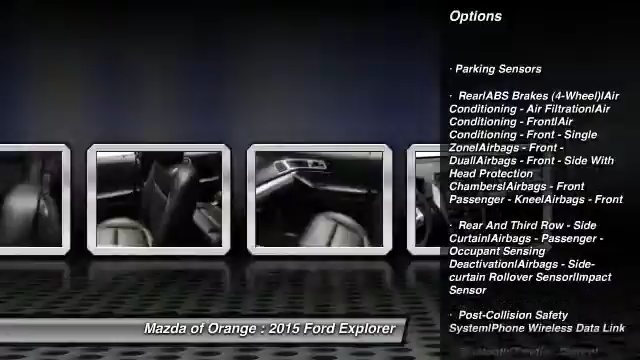 Options
· Parking Sensors
· Rear|ABS Brakes (4-Wheel)|Air
Conditioning - Air Filtration|Air
Conditioning - Front|Air
Conditioning - Front - Single
Zone|Airbags - Front -
Dual|Airbags - Front - Side With
Head Protection
Chambers|Airbags - Front
Passenger - Knee|Airbags - Front
· Rear And Third Row - Side
Curtain|Airbags - Passenger -
Occupant Sensing
Deactivation|Airbags - Side-
curtain Rollover Sensor|Impact
Sensor
· Post-Collision Safety
System|Phone Wireless Data Link
Mazda of Orange : 2015 Ford Explorer